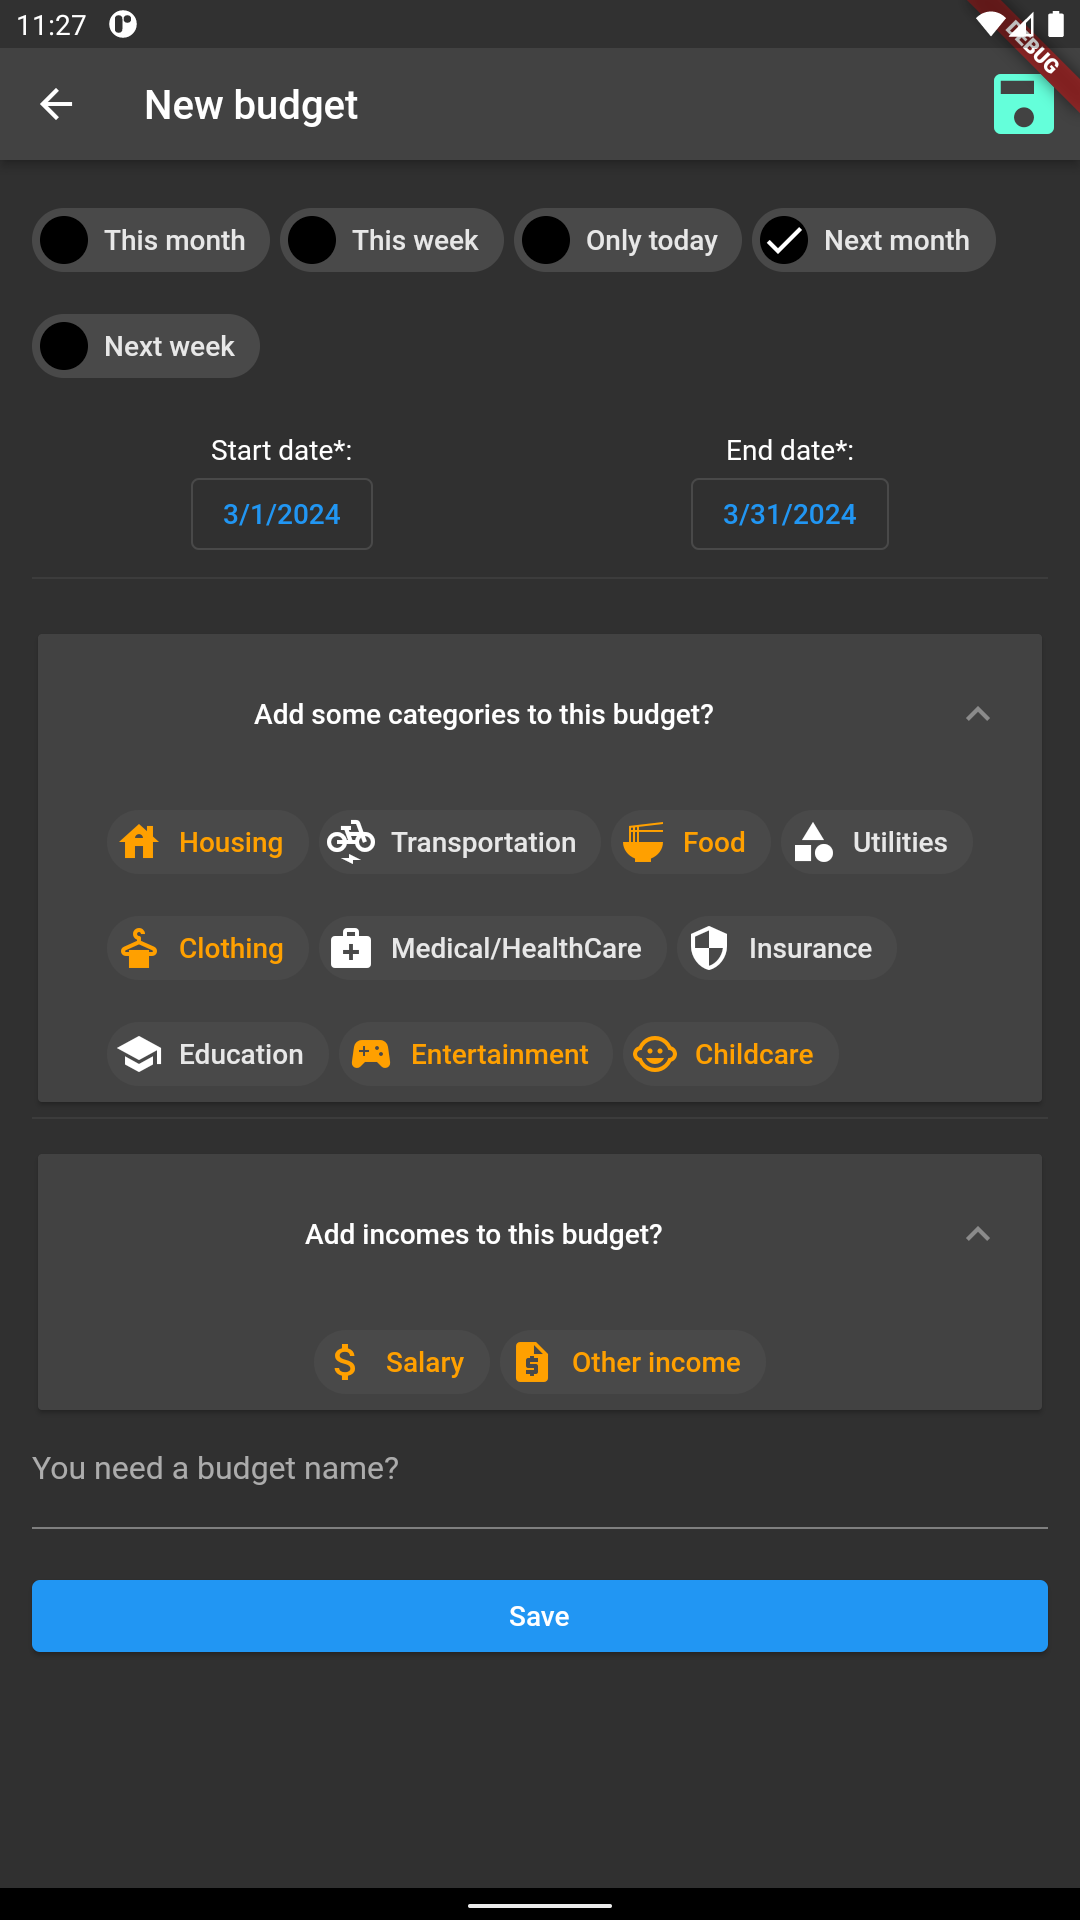 11:27
DEBUG
New budget
This month This week Only today Next month
Next week
Start date*: End date*:
3/1/2024 3/31/2024
Add some categories to this budget?
Housing Transportation Food Utilities
Clothing Medical/HealthCare Insurance
Education Entertainment Childcare
Add incomes to this budget?
Salary Other income
You need a budget name?
Save